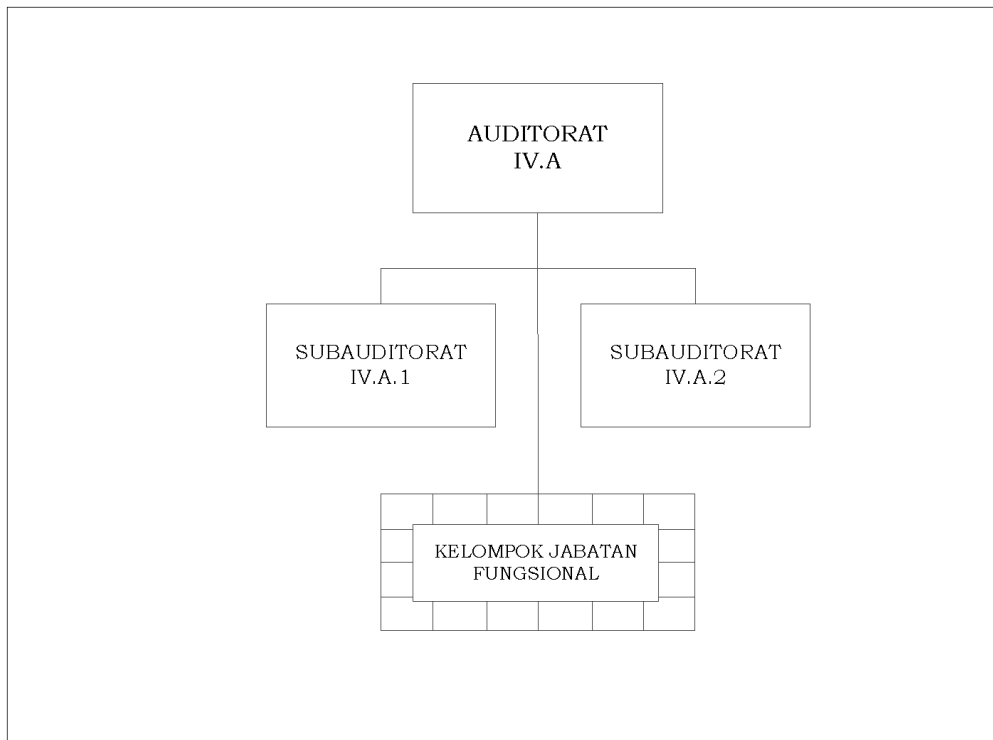 AUDITORAT
IV.A
SUBAUDITORAT
IV.A.1
SUBAUDITORAT
IV.A.2
KELOMPOK JABATAN
FUNGSIONAL